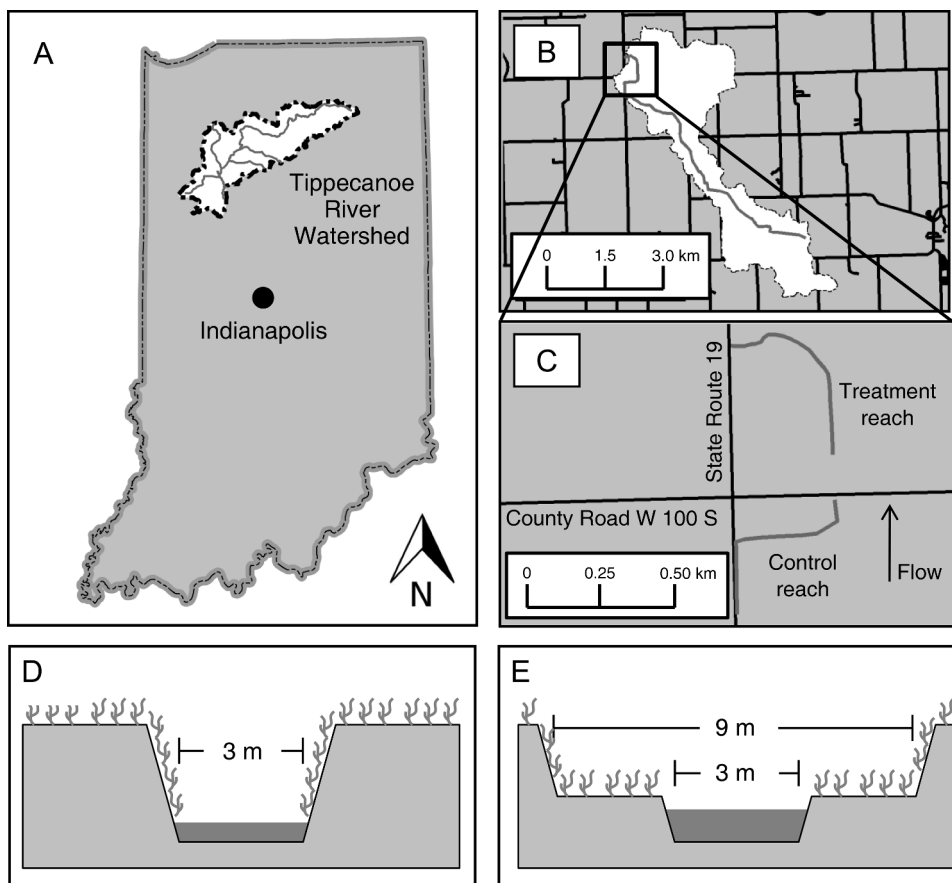 A
Tippecanoe
River
Watershed
Indianapolis
N
B
0 1.5 3.0 km
C
State Route 19
Treatment
reach
County Road W 100 S
0 0.25 0.50 km
Control
reach
Flow
D
3 m
E
9 m
3 m